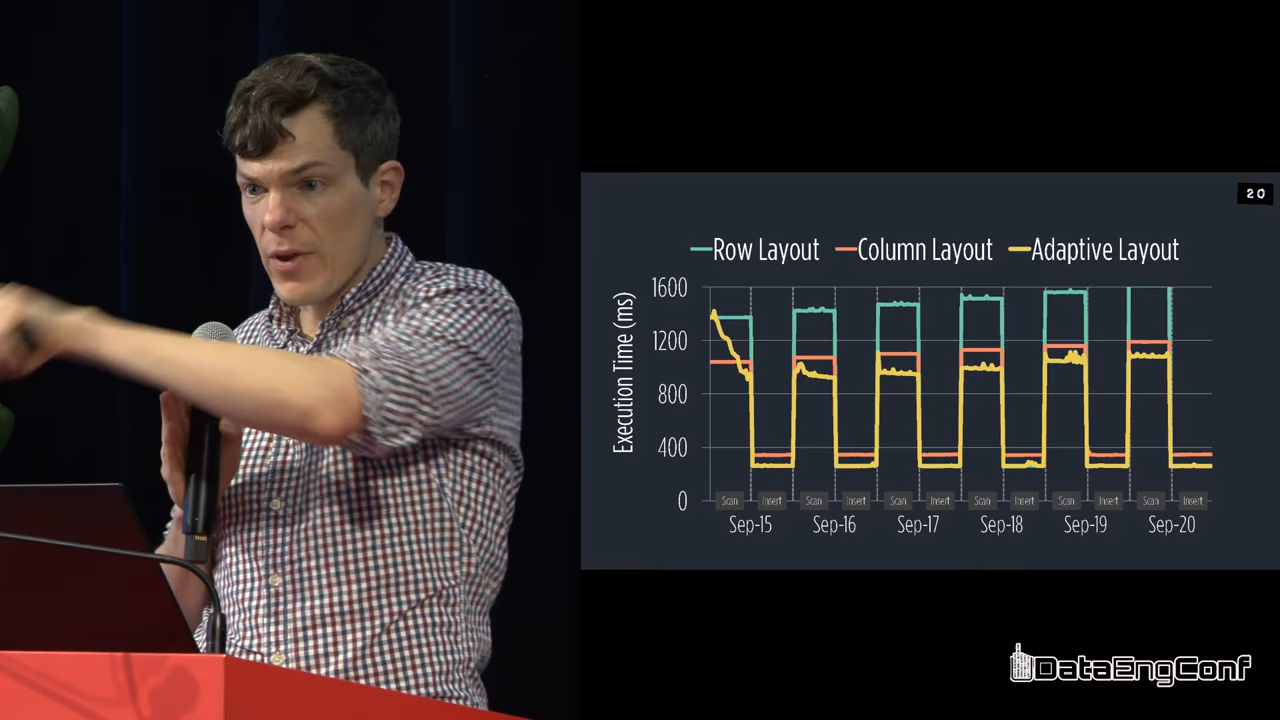 20
Row Layout Column Layout Adaptive Layout
Execution Time (ms)
1600
1200
800
400
0
Scan Insert Scan Insert Scan Insert Scan Insert Scan Insert Scan Insert
Sep-15 Sep-16 Sep-17 Sep-18 Sep-19 Sep-20
DataEngConf